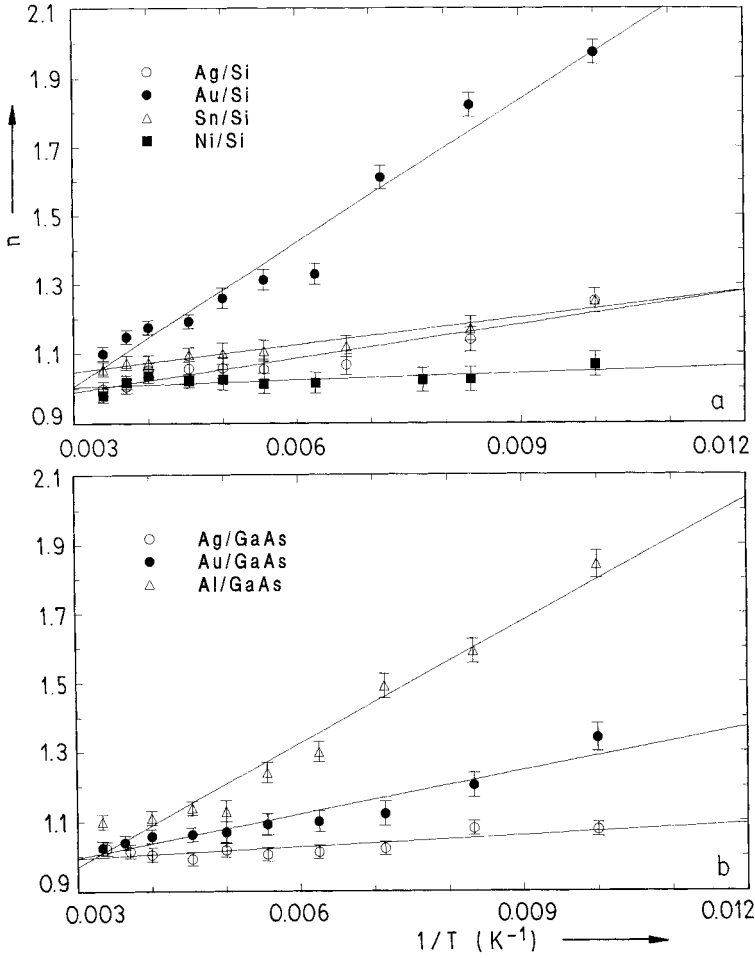 2.1
1.9
1.7
1.5
1.3
1.1
0.9
n
Ag/Si
Au/Si
Sn/Si
Ni/Si
a
0.003 0.006 0.009 0.012
2.1
1.9
1.7
1.5
1.3
1.1
0.9
Ag/GaAs
Au/GaAs
Al/GaAs
b
0.003 0.006 0.009 0.012
1/T (K⁻¹)